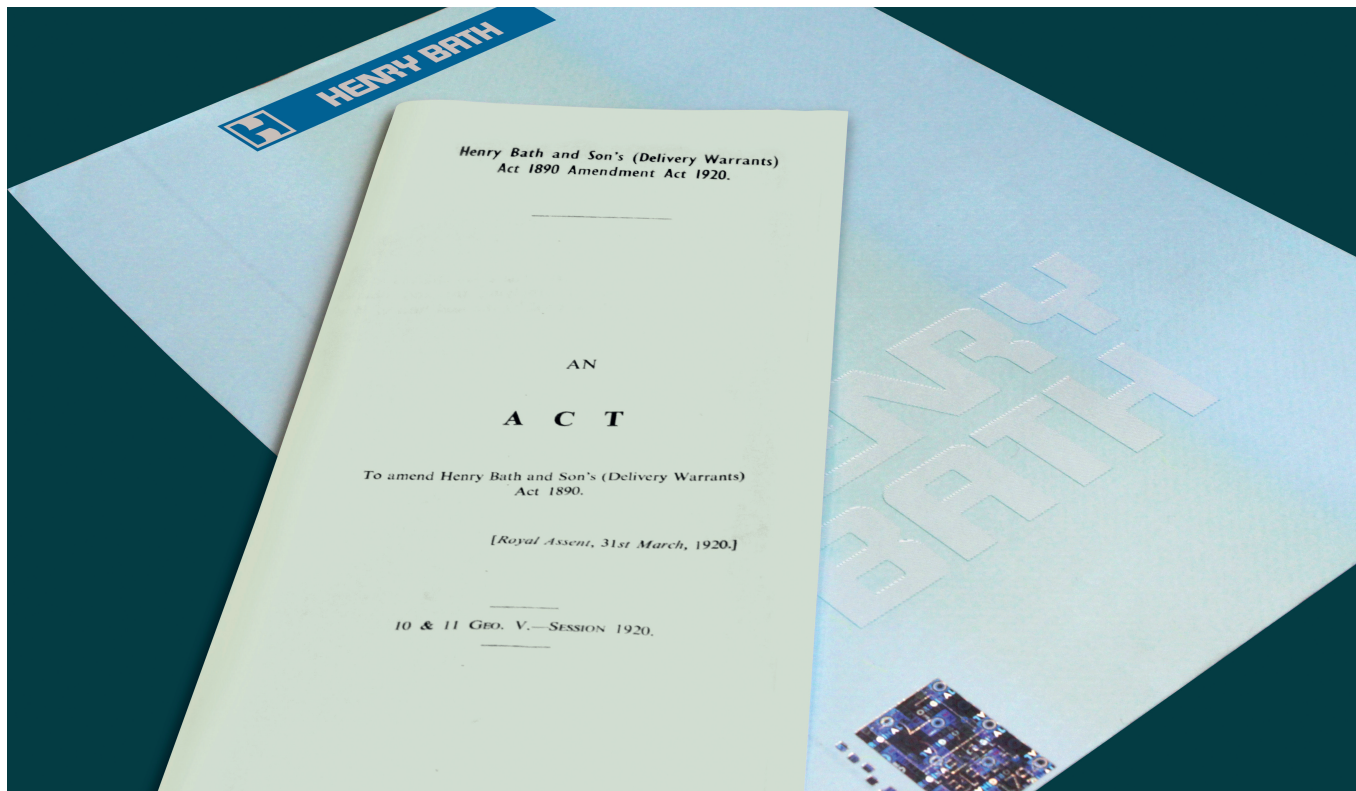 HENRY BATH
Henry Bath and Son's (Delivery Warrants)
Act 1890 Amendment Act 1920.
AN
ACT
To amend Henry Bath and Son's (Delivery Warrants)
Act 1890.
[Royal Assent, 31st March, 1920.]
10 & 11 GEO. V.—SESSION 1920.
NRY
BATH